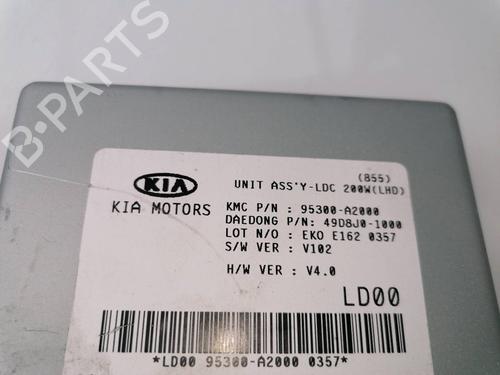 B-PARTS
(855)
UNIT ASS'Y-LDC 200W(LHD)
KIA
KIA MOTORS
KMC P/N : 95300-A2000
DAEDONG P/N: 49D8J0-1000
LOT N/O : EKO E162 0357
S/W VER : V102
H/W VER : V4.0
LD00
*LD00 95300-A2000 0357*